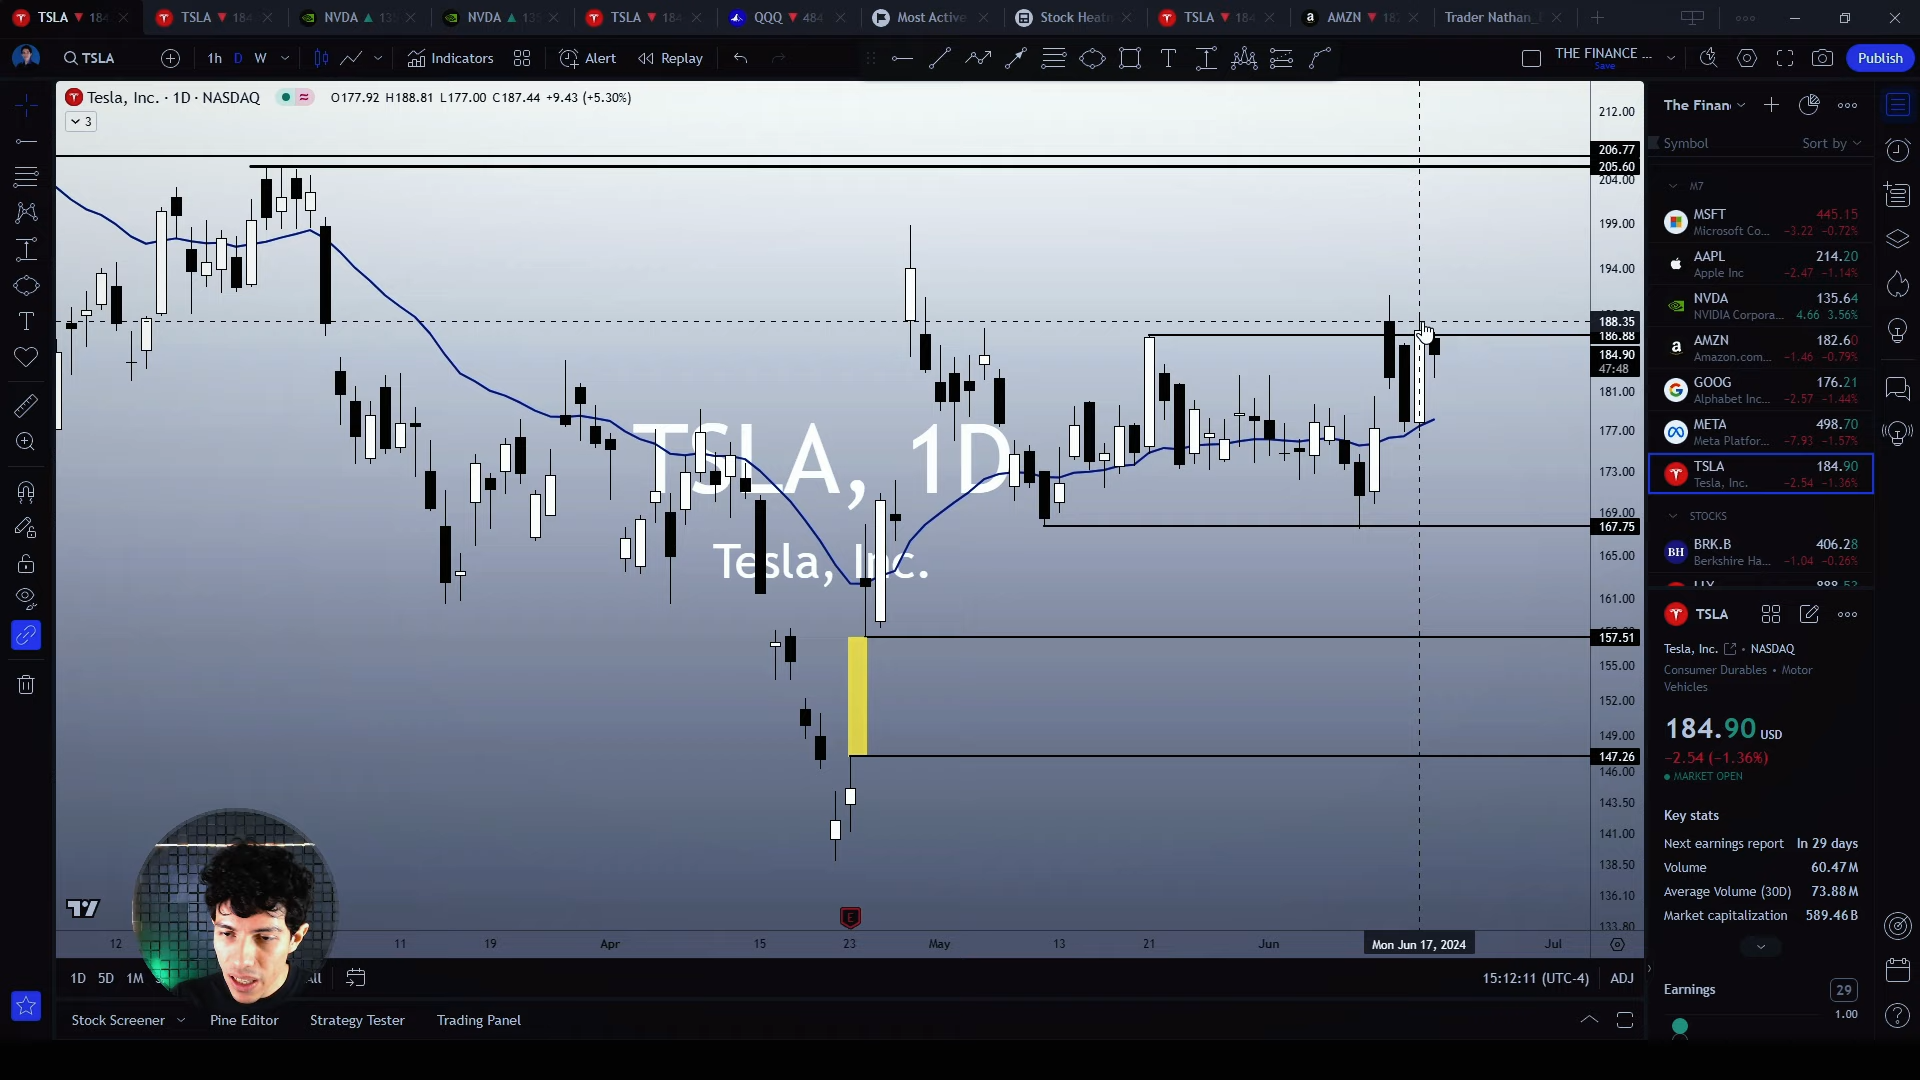 TSLA ▼ 184
TSLA ▼ 184
NVDA ▲ 135
NVDA ▲ 135
TSLA ▼ 184
QQQ ▼ 484
Most Active
Stock Heatm
TSLA ▼ 184
AMZN ▼ 182
Trader Nathan_
TSLA
1h D W
Indicators
Alert
Replay
THE FINANCE ...
Save
Publish
Tesla, Inc. · 1D · NASDAQ
O177.92 H188.81 L177.00 C187.44 +9.43 (+5.30%)
3
TSLA, 1D
Tesla, Inc.
212.00
206.77
205.60
204.00
199.00
194.00
188.35
186.88
184.90
47:48
181.00
177.00
173.00
169.00
167.75
165.00
161.00
157.51
155.00
152.00
149.00
147.26
146.00
143.50
141.00
138.50
136.10
133.80
E
12
11
19
Apr
15
23
May
13
21
Jun
Mon Jun 17, 2024
Jul
1D 5D 1M
All
15:12:11 (UTC-4)
ADJ
Stock Screener
Pine Editor
Strategy Tester
Trading Panel
The Finan
Symbol
Sort by
M7
MSFT 445.15
Microsoft Co... −3.22 −0.72%
AAPL 214.20
Apple Inc −2.47 −1.14%
NVDA 135.64
NVIDIA Corpora... 4.66 3.56%
AMZN 182.60
Amazon.com... −1.46 −0.79%
GOOG 176.21
Alphabet Inc... −2.57 −1.44%
META 498.70
Meta Platfor... −7.93 −1.57%
TSLA 184.90
Tesla, Inc. −2.54 −1.36%
STOCKS
BH
BRK.B 406.28
Berkshire Ha... −1.04 −0.26%
TSLA
Tesla, Inc. · NASDAQ
Consumer Durables • Motor
Vehicles
184.90 USD
−2.54 (−1.36%)
MARKET OPEN
Key stats
Next earnings report In 29 days
Volume 60.47M
Average Volume (30D) 73.88M
Market capitalization 589.46B
Earnings 29
1.00